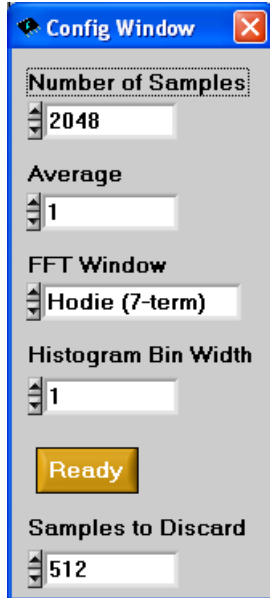 Config Window
Number of Samples
2048
Average
1
FFT Window
Hodie (7-term)
Histogram Bin Width
1
Ready
Samples to Discard
512